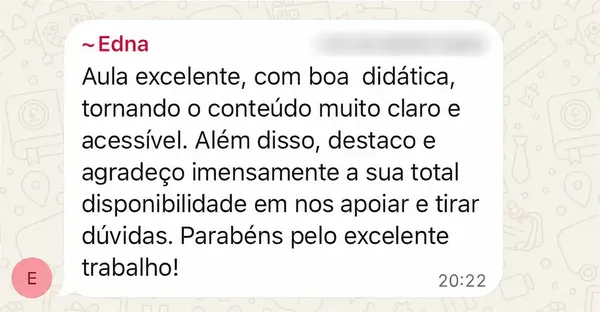 ~Edna
Aula excelente, com boa  didática,
tornando o conteúdo muito claro e
acessível. Além disso, destaco e
agradeço imensamente a sua total
disponibilidade em nos apoiar e tirar
dúvidas. Parabéns pelo excelente
trabalho!
E
20:22